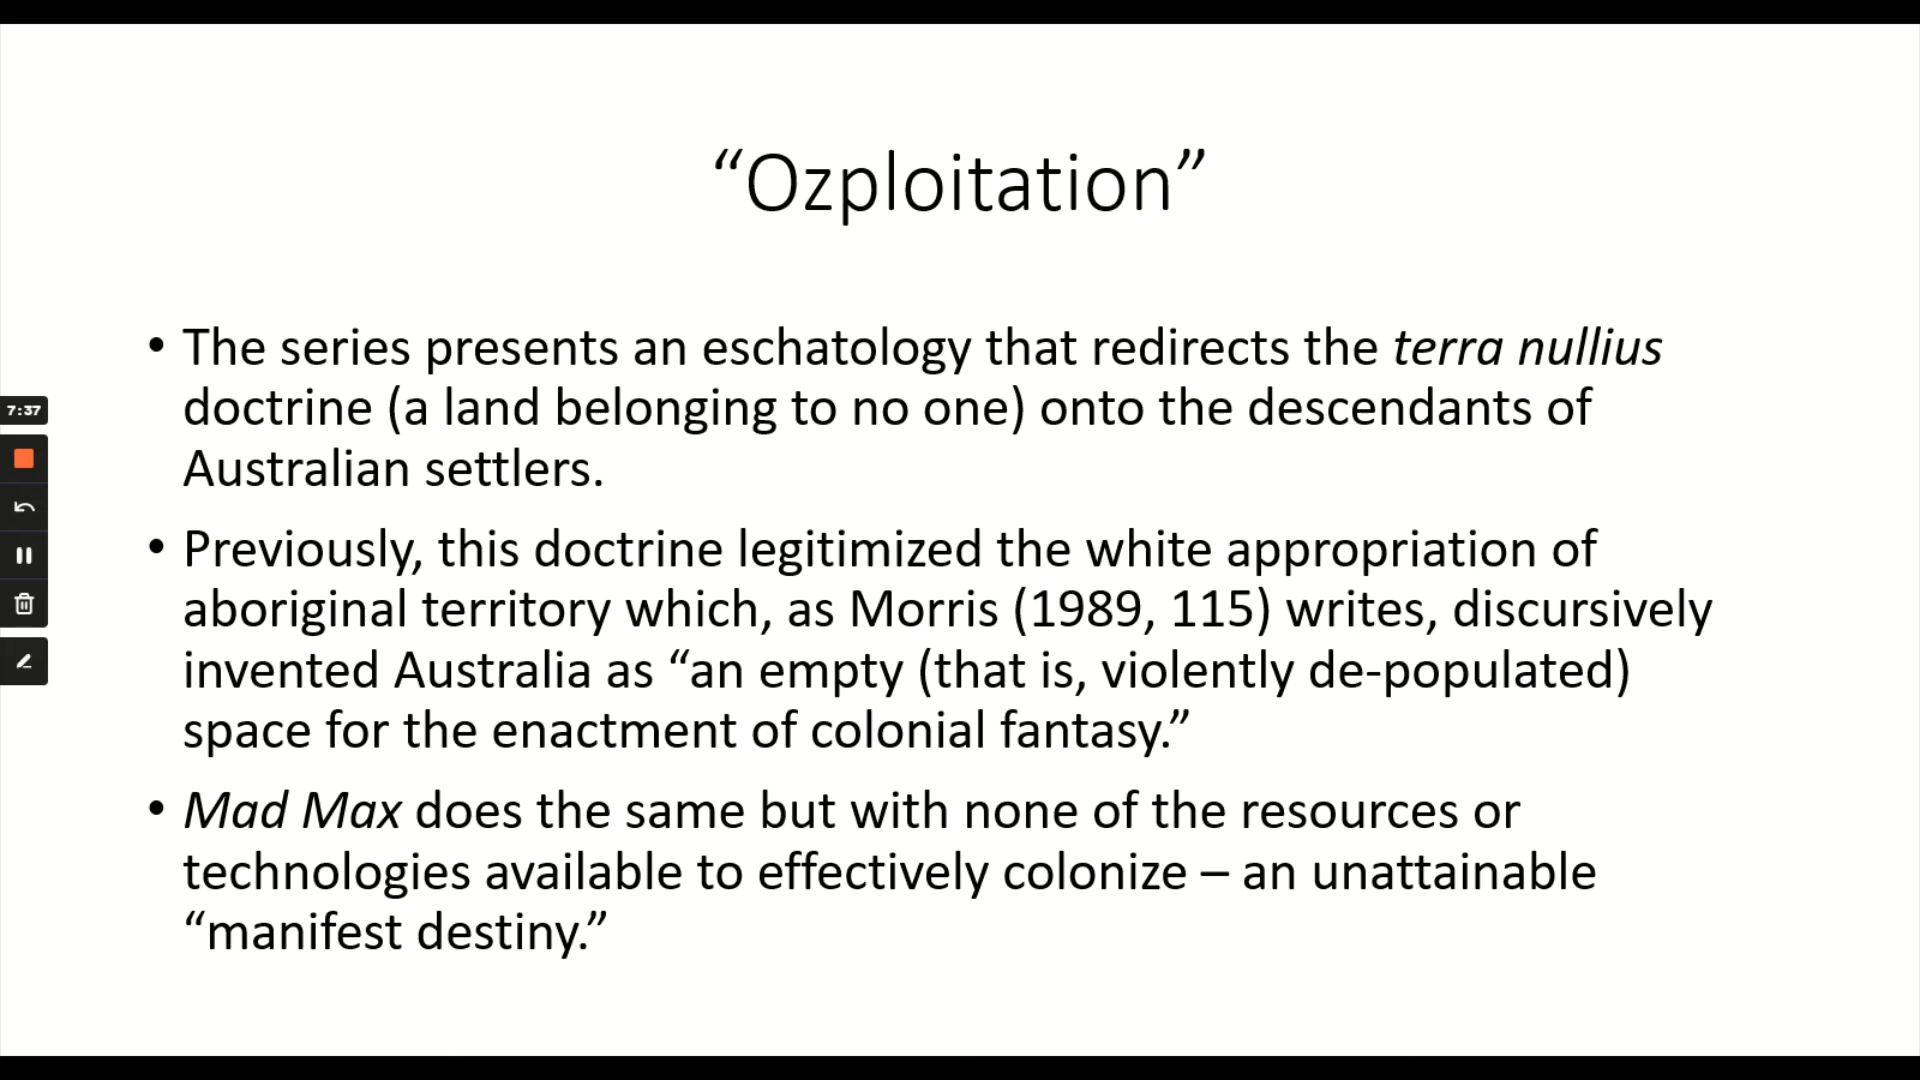 “Ozploitation”
• The series presents an eschatology that redirects the terra nullius
doctrine (a land belonging to no one) onto the descendants of
Australian settlers.
7:37
• Previously, this doctrine legitimized the white appropriation of
aboriginal territory which, as Morris (1989, 115) writes, discursively
invented Australia as “an empty (that is, violently de-populated)
space for the enactment of colonial fantasy.”
• Mad Max does the same but with none of the resources or
technologies available to effectively colonize – an unattainable
“manifest destiny.”